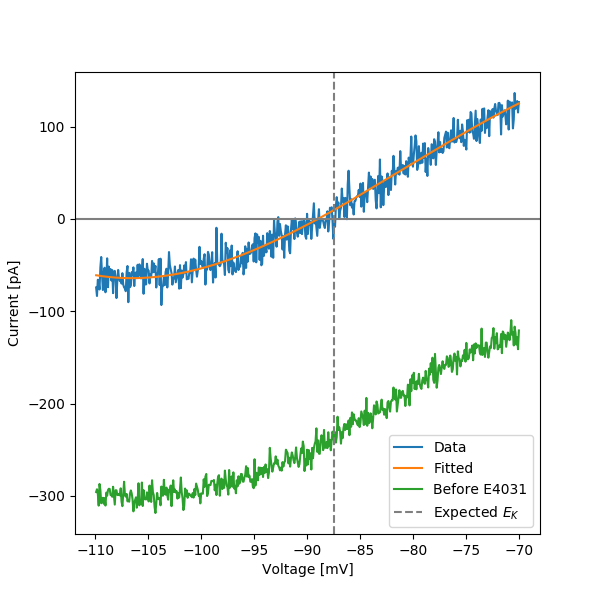 Current [pA]
100
0
−100
−200
−300
−110
−105
−100
−95
−90
−85
−80
−75
−70
Voltage [mV]
Data
Fitted
Before E4031
Expected E_K